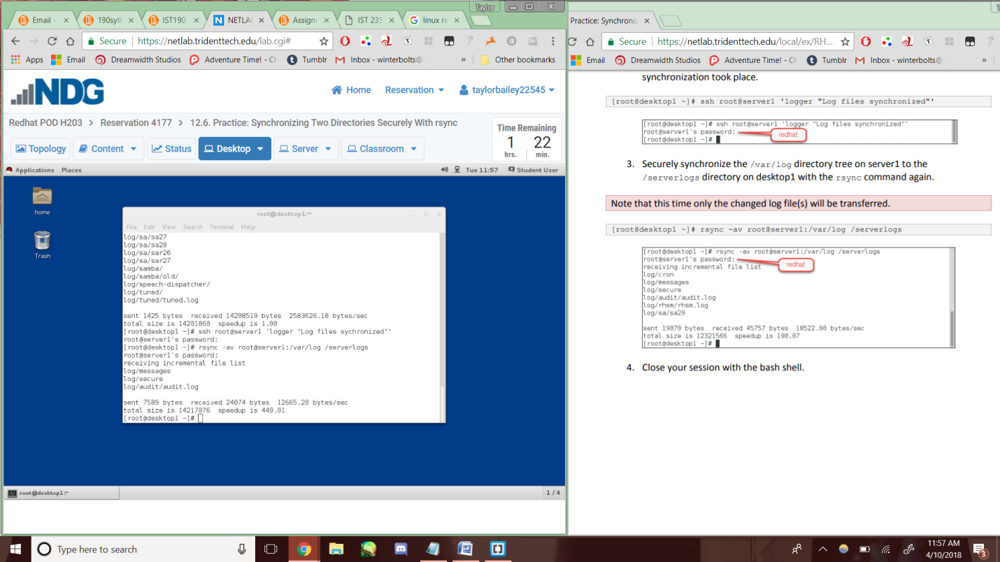 Taylor
Email -
190syll
IST190_
NETLAB
Assignr
IST 235
linux re
Practice: Synchroniz
Secure
https://netlab.tridenttech.edu/lab.cgi#
Secure
https://netlab.tridenttech.edu/local/ex/RH...
Apps
Email
Dreamwidth Studios
Adventure Time! - Ch
Tumblr
Inbox - winterbolts@
»
Other bookmarks
Email
Dreamwidth Studios
Adventure Time! - Ch
Tumblr
Inbox - winterbolts@
»
NDG
Home
Reservation
taylorbailey22545
Redhat POD H203 > Reservation 4177 > 12.6. Practice: Synchronizing Two Directories Securely With rsync
Time Remaining
1 22
hrs. min.
Topology
Content
Status
Desktop
Server
Classroom
Applications Places
Tue 11:57
Student User
home
Trash
root@desktop1:~
File Edit View Search Terminal Help
log/sa/sa27
log/sa/sa28
log/sa/sar26
log/sa/sar27
log/samba/
log/samba/old/
log/speech-dispatcher/
log/tuned/
log/tuned/tuned.log
sent 1425 bytes received 14208519 bytes 2583626.18 bytes/sec
total size is 14201860 speedup is 1.00
[root@desktop1 ~]# ssh root@server1 'logger "Log files sychronized"'
root@server1's password:
[root@desktop1 ~]# rsync -av root@server1:/var/log /serverlogs
root@server1's password:
receiving incremental file list
log/messages
log/secure
log/audit/audit.log
sent 7589 bytes received 24074 bytes 12665.20 bytes/sec
total size is 14217076 speedup is 449.01
[root@desktop1 ~]#
root@desktop1:~
1 / 4
synchronization took place.
[root@desktop1 ~]# ssh root@server1 'logger "Log files synchronized"'
[root@desktop1 ~]# ssh root@server1 'logger "Log files synchronized"'
root@server1's password:
redhat
[root@desktop1 ~]#
3. Securely synchronize the /var/log directory tree on server1 to the
/serverlogs directory on desktop1 with the rsync command again.
Note that this time only the changed log file(s) will be transferred.
[root@desktop1 ~]# rsync -av root@server1:/var/log /serverlogs
[root@desktop1 ~]# rsync -av root@server1:/var/log /serverlogs
root@server1's password:
redhat
receiving incremental file list
log/cron
log/messages
log/secure
log/audit/audit.log
log/rhsm/rhsm.log
log/sa/sa29
sent 19070 bytes received 45757 bytes 18522.00 bytes/sec
total size is 12321566 speedup is 190.07
[root@desktop1 ~]#
4. Close your session with the bash shell.
Type here to search
11:57 AM
4/10/2018
3